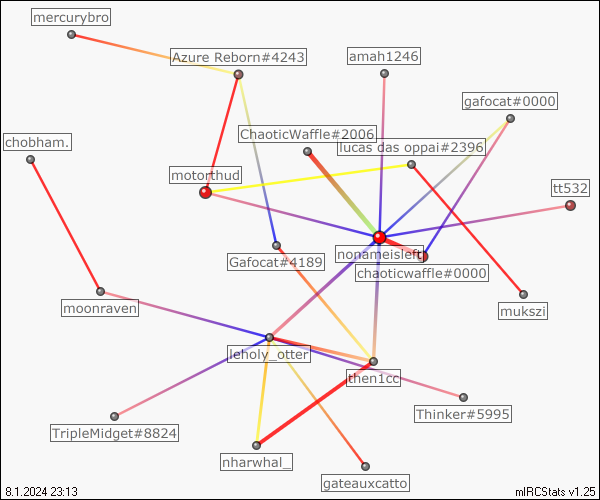 mercurybro
Azure Reborn#4243
amah1246
gafocat#0000
chobham.
ChaoticWaffle#2006
lucas das oppai#2396
motorthud
tt532
nonameisleft
Gafocat#4189
chaoticwaffle#0000
moonraven
mukszi
leholy_otter
then1cc
Thinker#5995
TripleMidget#8824
nharwhal_
gateauxcatto
8.1.2024 23:13
mIRCStats v1.25